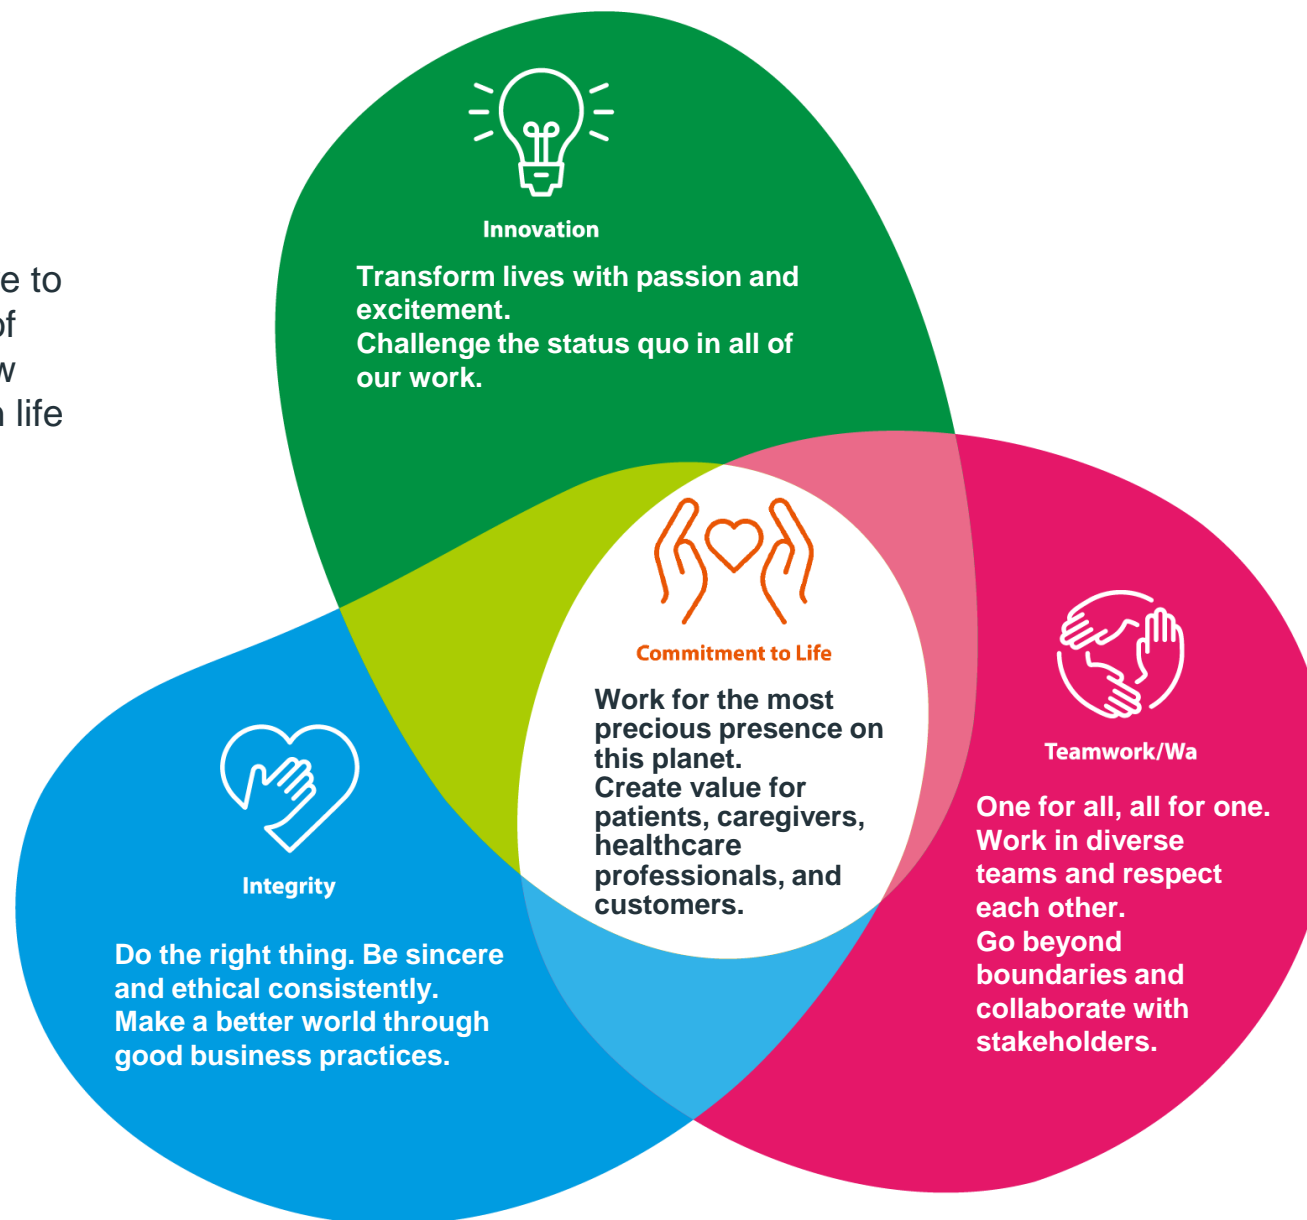 Innovation
Transform lives with passion and
excitement.
Challenge the status quo in all of
our work.
e to
of
w
life
Commitment to Life
Work for the most
precious presence on
this planet.
Create value for
patients, caregivers,
healthcare
professionals, and
customers.
Teamwork/Wa
One for all, all for one.
Work in diverse
teams and respect
each other.
Go beyond
boundaries and
collaborate with
stakeholders.
Integrity
Do the right thing. Be sincere
and ethical consistently.
Make a better world through
good business practices.